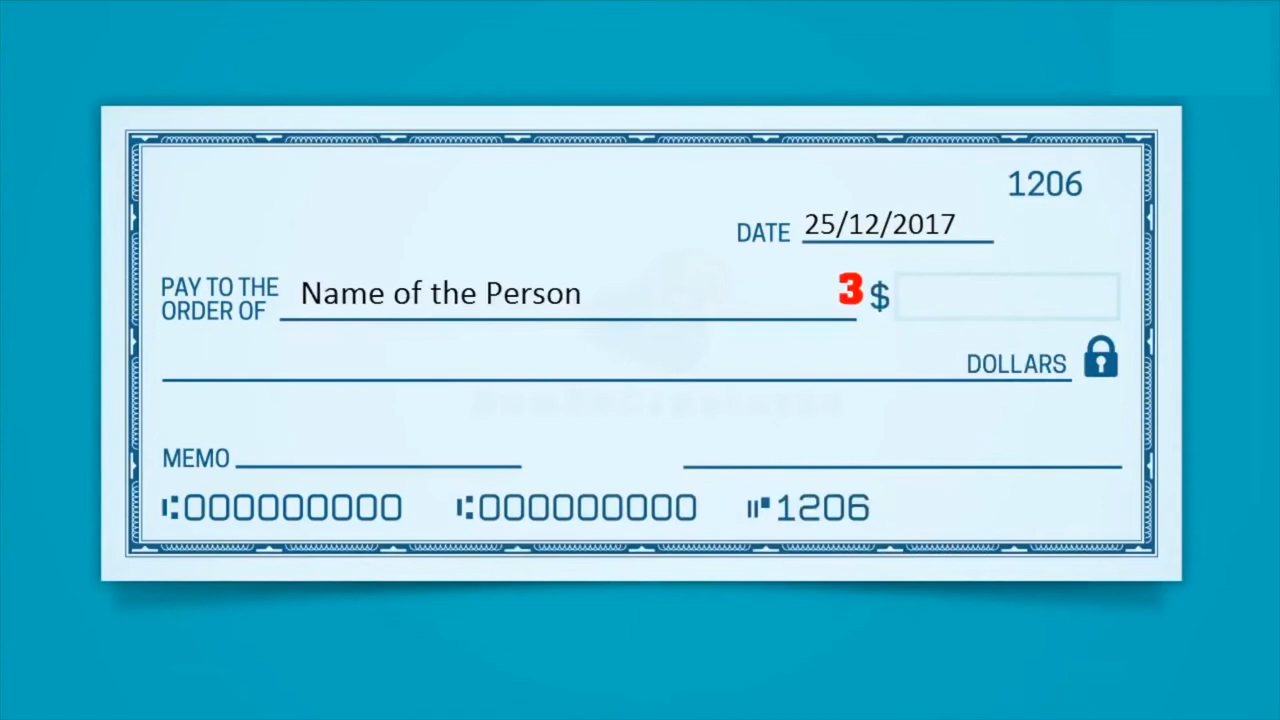 1206
DATE 25/12/2017
PAY TO THE
ORDER OF Name of the Person 3 $
DOLLARS
MEMO
⑆000000000 ⑆000000000 ⑈1206